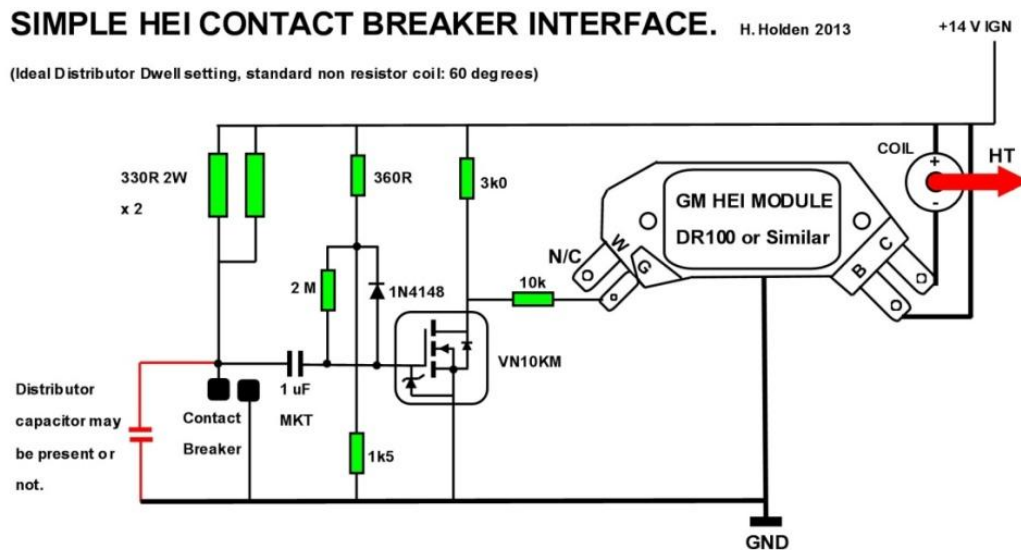 SIMPLE HEI CONTACT BREAKER INTERFACE. H. Holden 2013
+14 V IGN
(Ideal Distributor Dwell setting, standard non resistor coil: 60 degrees)
330R 2W
x 2
360R
3k0
COIL
HT
+
-
GM HEI MODULE
DR100 or Similar
N/C
W
G
C
B
2 M
1N4148
10k
VN10KM
Distributor
capacitor may
be present or
not.
Contact
Breaker
1 uF
MKT
1k5
GND